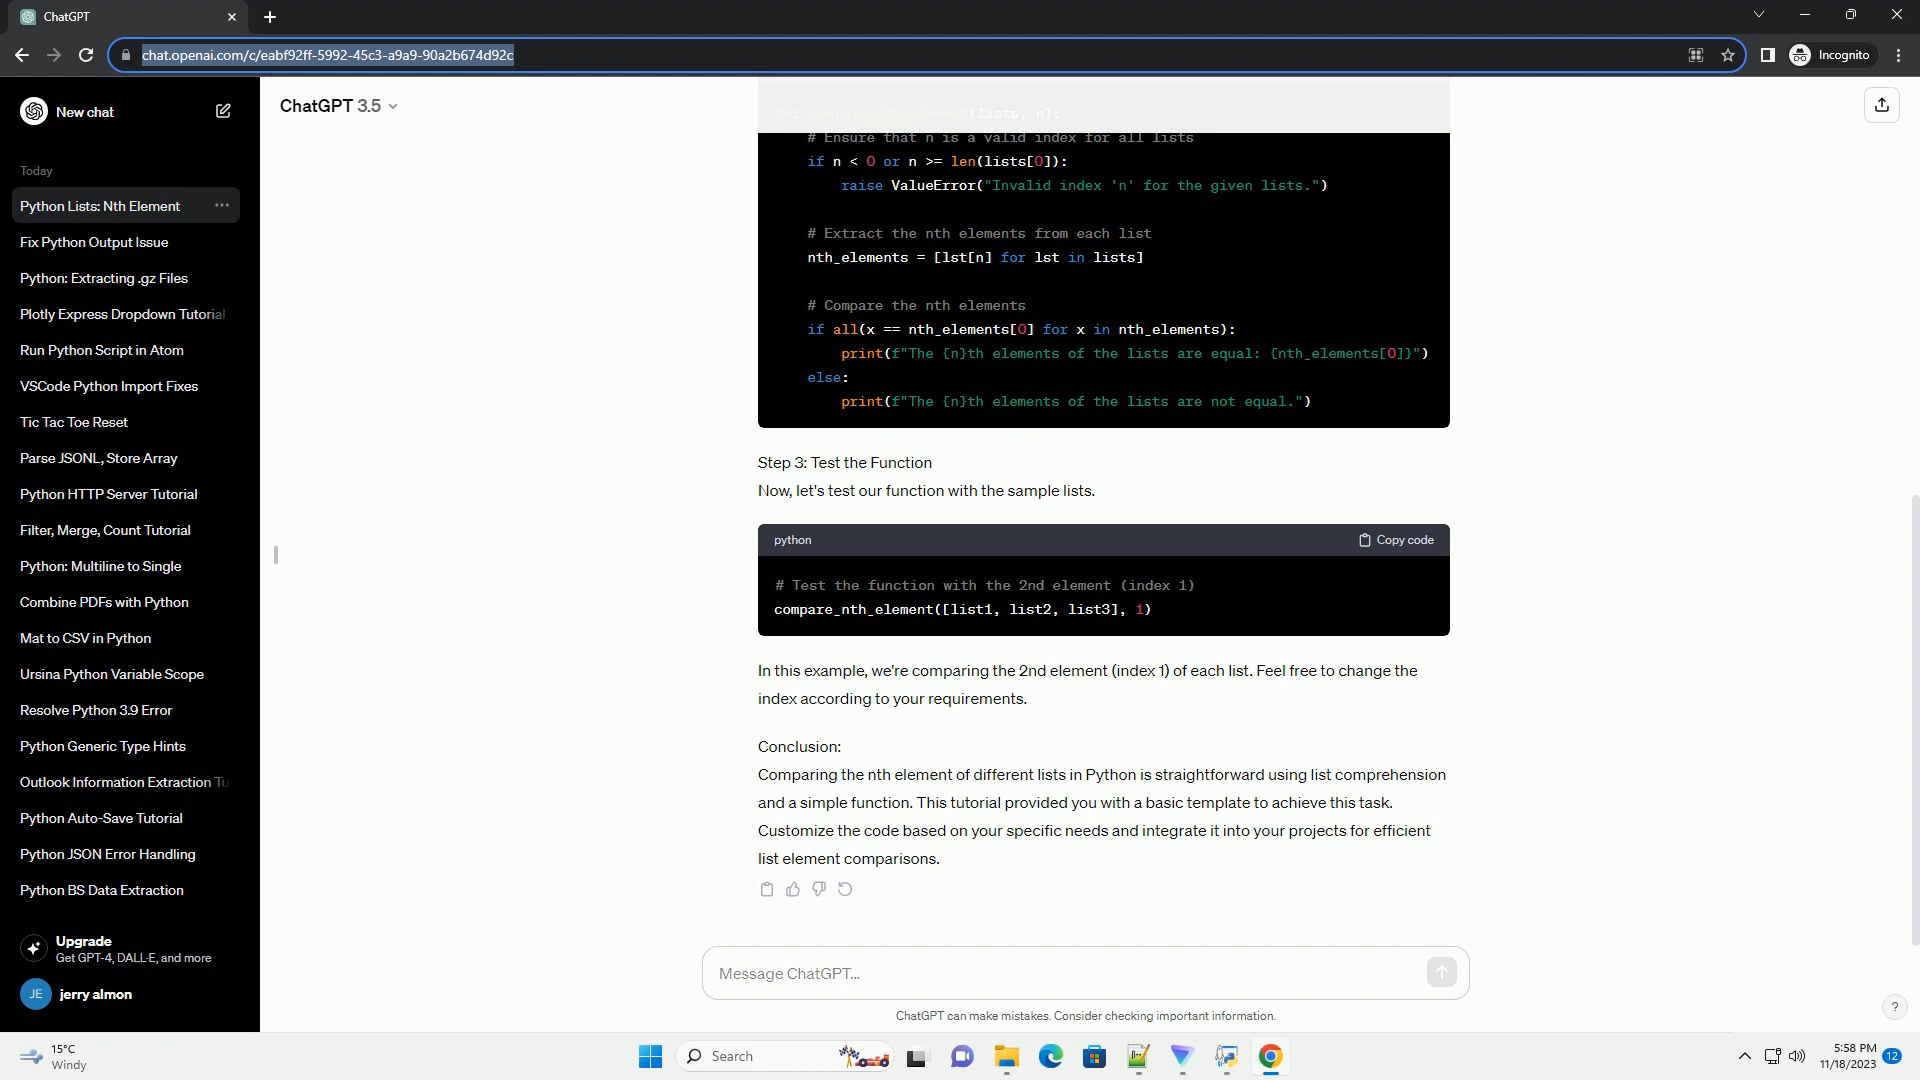 ChatGPT
chat.openai.com/c/eabf92ff-5992-45c3-a9a9-90a2b674d92c
Incognito
New chat
Today
Python Lists: Nth Element
Fix Python Output Issue
Python: Extracting .gz Files
Plotly Express Dropdown Tutorial
Run Python Script in Atom
VSCode Python Import Fixes
Tic Tac Toe Reset
Parse JSONL, Store Array
Python HTTP Server Tutorial
Filter, Merge, Count Tutorial
Python: Multiline to Single
Combine PDFs with Python
Mat to CSV in Python
Ursina Python Variable Scope
Resolve Python 3.9 Error
Python Generic Type Hints
Outlook Information Extraction Tu
Python Auto-Save Tutorial
Python JSON Error Handling
Python BS Data Extraction
Upgrade
Get GPT-4, DALL·E, and more
JE jerry almon
ChatGPT 3.5
(lists, n):
# Ensure that n is a valid index for all lists
if n < 0 or n >= len(lists[0]):
raise ValueError("Invalid index 'n' for the given lists.")
# Extract the nth elements from each list
nth_elements = [lst[n] for lst in lists]
# Compare the nth elements
if all(x == nth_elements[0] for x in nth_elements):
print(f"The {n}th elements of the lists are equal: {nth_elements[0]}")
else:
print(f"The {n}th elements of the lists are not equal.")
Step 3: Test the Function
Now, let's test our function with the sample lists.
python Copy code
# Test the function with the 2nd element (index 1)
compare_nth_element([list1, list2, list3], 1)
In this example, we're comparing the 2nd element (index 1) of each list. Feel free to change the
index according to your requirements.
Conclusion:
Comparing the nth element of different lists in Python is straightforward using list comprehension
and a simple function. This tutorial provided you with a basic template to achieve this task.
Customize the code based on your specific needs and integrate it into your projects for efficient
list element comparisons.
Message ChatGPT...
ChatGPT can make mistakes. Consider checking important information.
?
15°C
Windy
Search
5:58 PM
11/18/2023
12